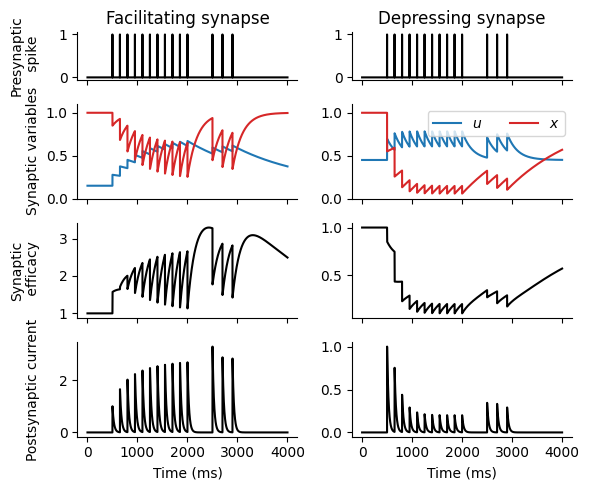 Facilitating synapse
Depressing synapse
Presynaptic
spike
1
0
1
0
Synaptic variables
1.0
0.5
0.0
1.0
0.5
0.0
u
x
Synaptic
efficacy
3
2
1
1.0
0.5
Postsynaptic current
2
0
1.0
0.5
0.0
0
1000
2000
3000
4000
0
1000
2000
3000
4000
Time (ms)
Time (ms)